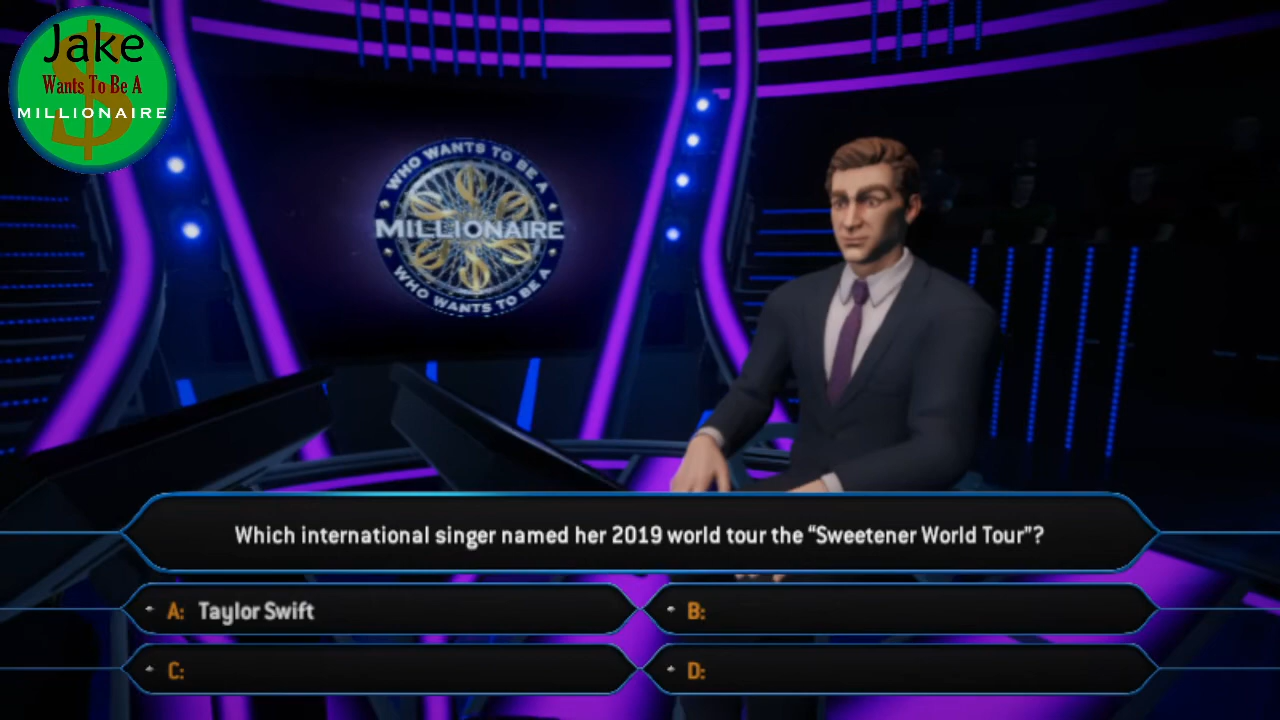 Jake
Wants To Be A
MILLIONAIRE
WHO WANTS TO BE A
MILLIONAIRE
WHO WANTS TO BE A
Which international singer named her 2019 world tour the “Sweetener World Tour”?
A: Taylor Swift
B:
C:
D: